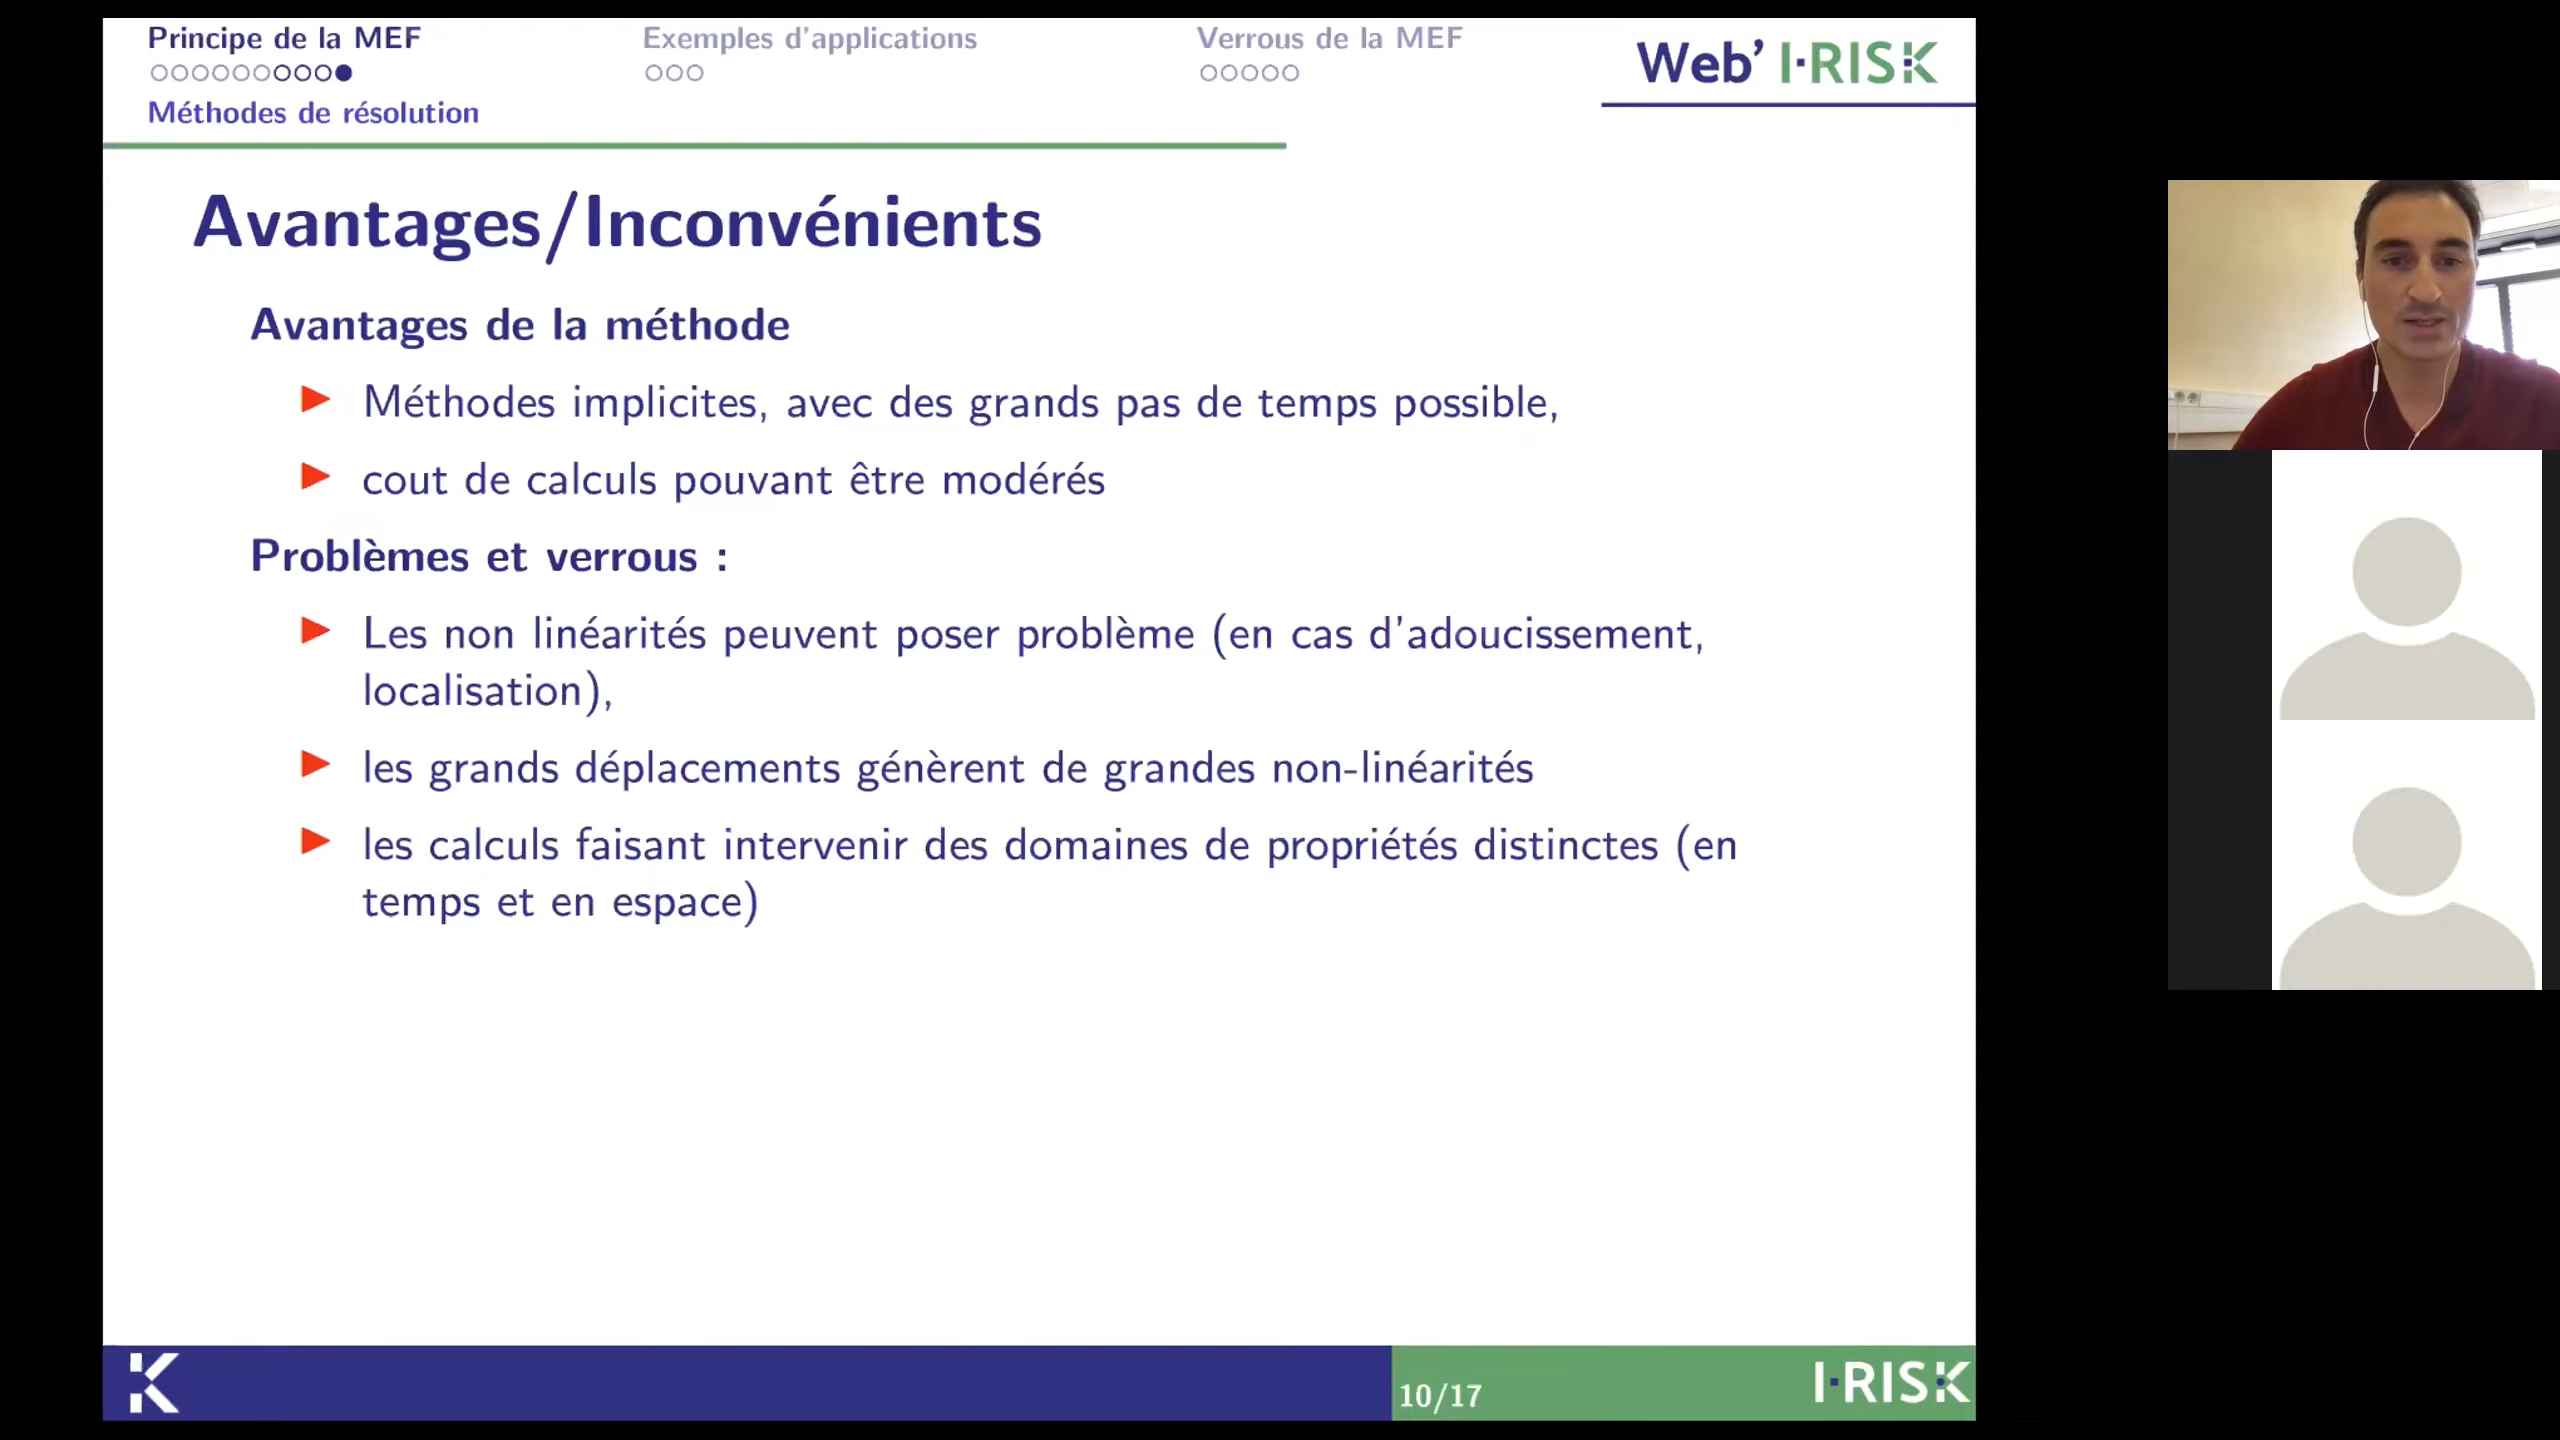 Principe de la MEF
Exemples d'applications
Verrous de la MEF
Web' I·RISK
Méthodes de résolution
Avantages/Inconvénients
Avantages de la méthode
Méthodes implicites, avec des grands pas de temps possible,
cout de calculs pouvant être modérés
Problèmes et verrous :
Les non linéarités peuvent poser problème (en cas d'adoucissement,
localisation),
les grands déplacements génèrent de grandes non-linéarités
les calculs faisant intervenir des domaines de propriétés distinctes (en
temps et en espace)
K
10/17
I·RISK